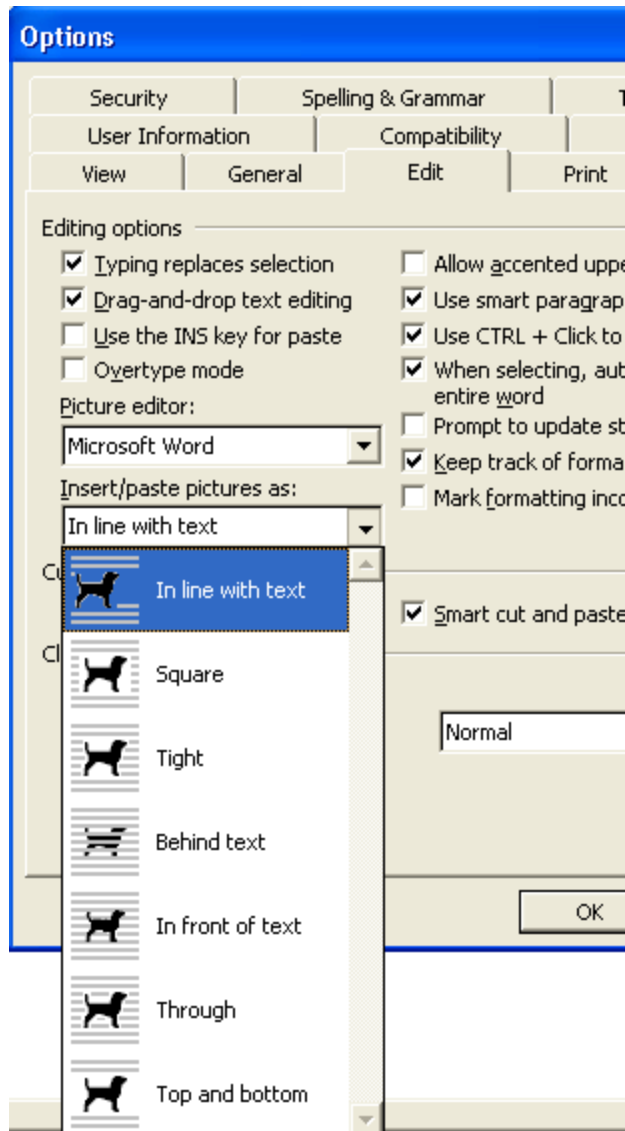 Options
Security
Spelling & Grammar
User Information
Compatibility
View
General
Edit
Print
Editing options
Typing replaces selection
Allow accented uppe
Drag-and-drop text editing
Use smart paragrap
Use the INS key for paste
Use CTRL + Click to
Overtype mode
When selecting, aut
entire word
Picture editor:
Prompt to update st
Microsoft Word
Keep track of forma
Insert/paste pictures as:
Mark formatting inco
In line with text
Cu
In line with text
Smart cut and paste
Cl
Square
Normal
Tight
Behind text
OK
In front of text
Through
Top and bottom